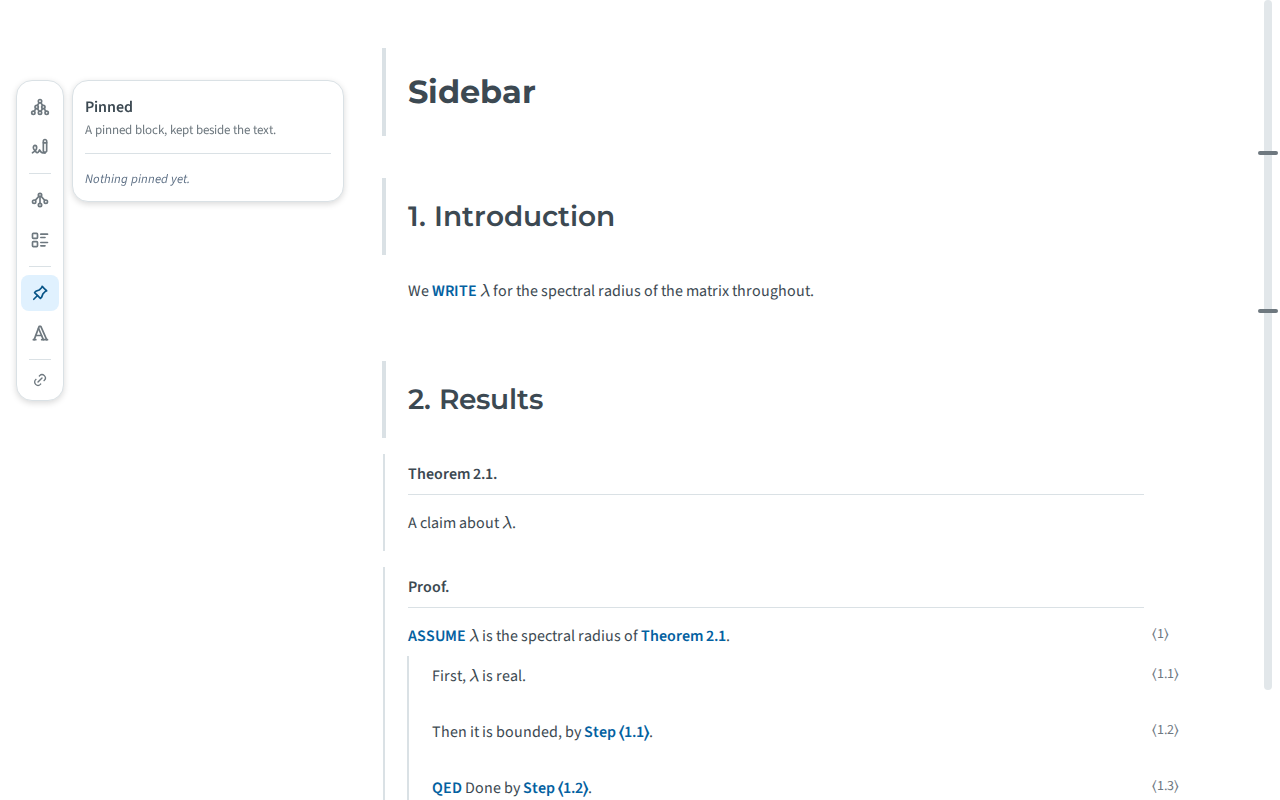 Sidebar
Pinned
A pinned block, kept beside the text.
Nothing pinned yet.
1. Introduction
We WRITE λ for the spectral radius of the matrix throughout.
2. Results
Theorem 2.1.
A claim about λ.
Proof.
ASSUME λ is the spectral radius of Theorem 2.1. ⟨1⟩
First, λ is real. ⟨1.1⟩
Then it is bounded, by Step ⟨1.1⟩. ⟨1.2⟩
QED Done by Step ⟨1.2⟩. ⟨1.3⟩